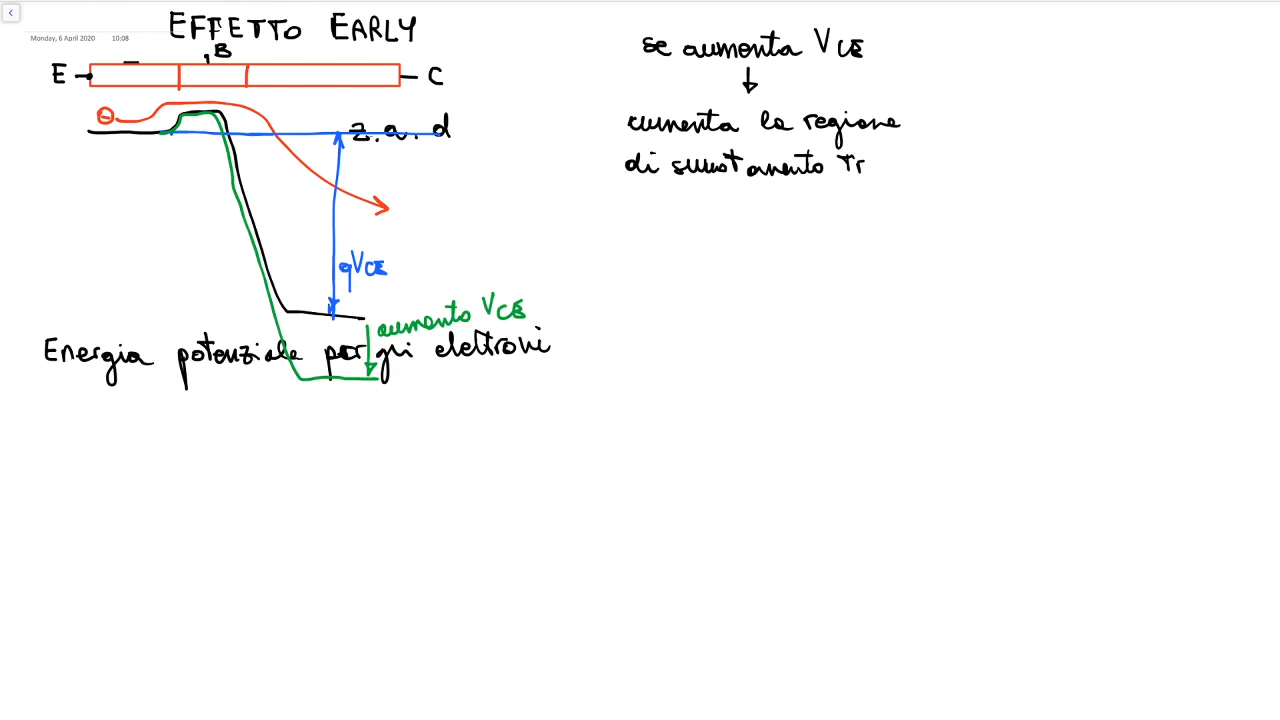 EFFETTO EARLY
Monday, 6 April 2020 10:08
B
E C
z.a.d
qVCE
aumento VCE
Energia potenziale per gli elettroni
se aumenta VCE
aumenta la regione
di svuotamento Tr